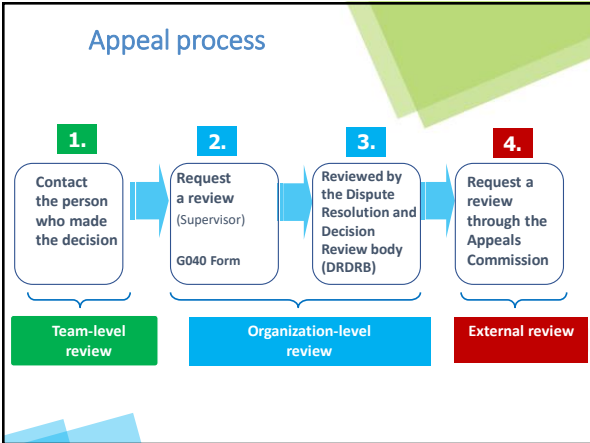 Appeal process
1.
2.
3.
4.
Contact
the person
who made
the decision
Request
a review
(Supervisor)
G040 Form
Reviewed by
the Dispute
Resolution and
Decision
Review body
(DRDRB)
Request a
review
through the
Appeals
Commission
Team-level
review
Organization-level
review
External review